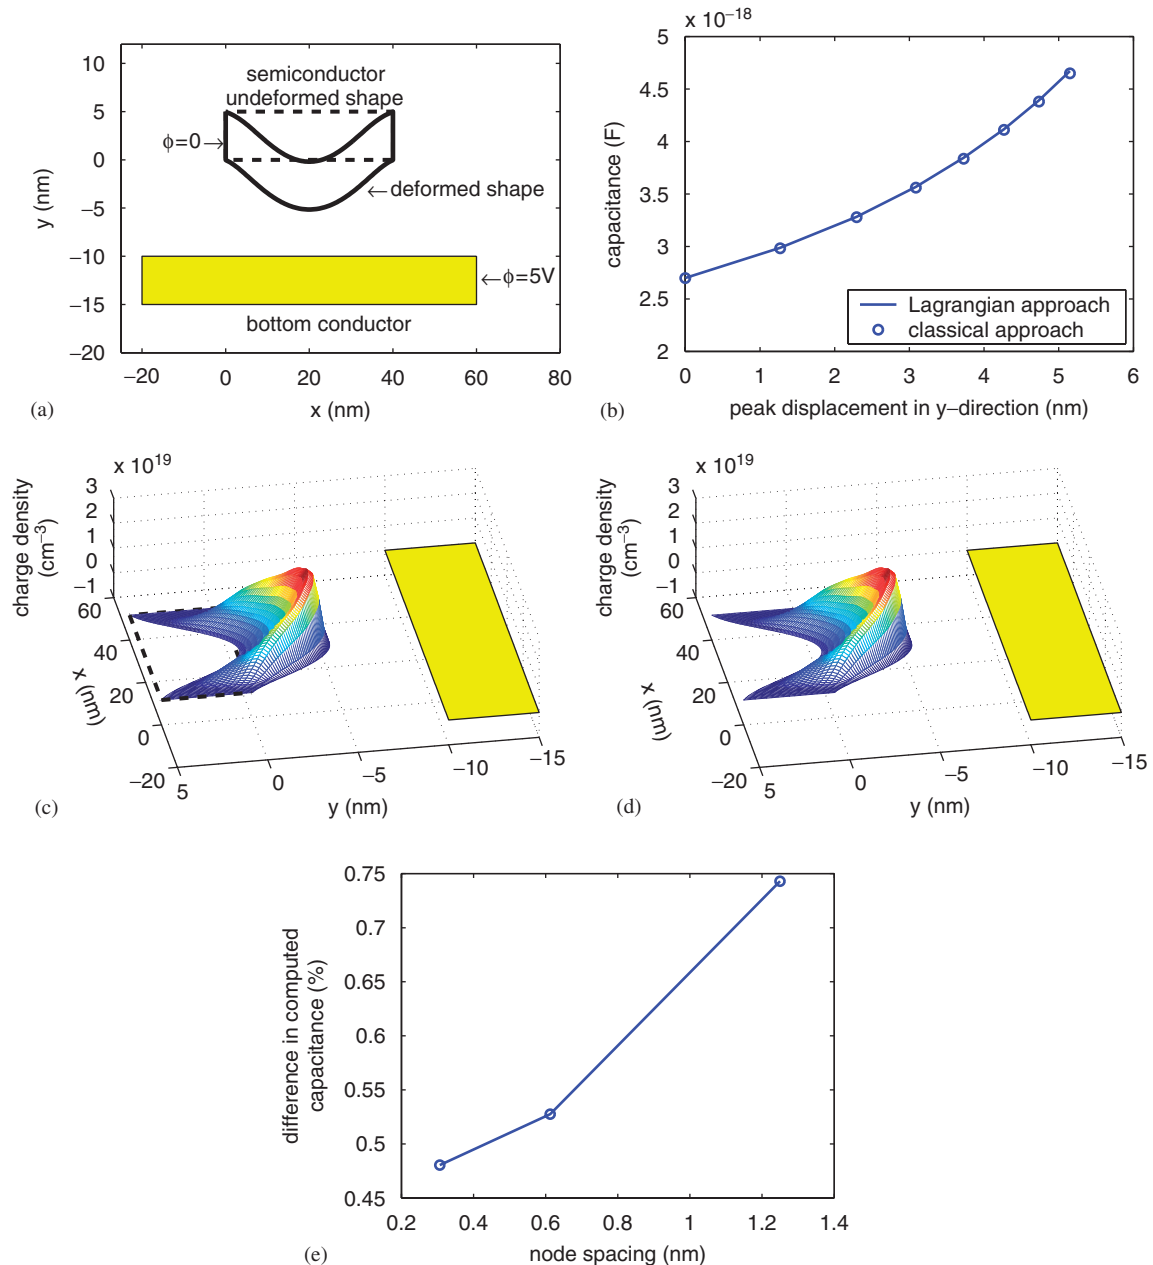 10
5
0
−5
−10
−15
−20
−20
0
20
40
60
80
y (nm)
x (nm)
semiconductor
undeformed shape
ϕ=0
deformed shape
ϕ=5V
bottom conductor
(a)
x 10−18
5
4.5
4
3.5
3
2.5
2
0
1
2
3
4
5
6
capacitance (F)
peak displacement in y−direction (nm)
Lagrangian approach
classical approach
(b)
x 10^19
charge density
(cm−3)
3
2
1
0
−1
60
40
20
0
−20
x (nm)
5
0
−5
−10
−15
y (nm)
(c)
x 10^19
charge density
(cm−3)
3
2
1
0
−1
60
40
20
0
−20
x (nm)
5
0
−5
−10
−15
y (nm)
(d)
0.75
0.7
0.65
0.6
0.55
0.5
0.45
0.2
0.4
0.6
0.8
1
1.2
1.4
difference in computed
capacitance (%)
node spacing (nm)
(e)